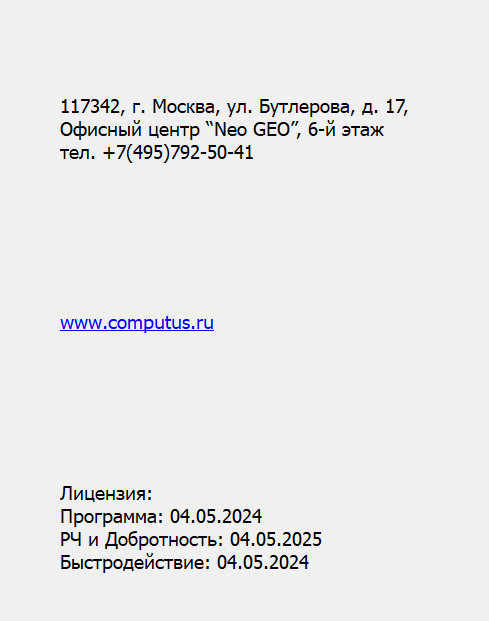 117342, г. Москва, ул. Бутлерова, д. 17,
Офисный центр “Neo GEO”, 6-й этаж
тел. +7(495)792-50-41
www.computus.ru
Лицензия:
Программа: 04.05.2024
РЧ и Добротность: 04.05.2025
Быстродействие: 04.05.2024